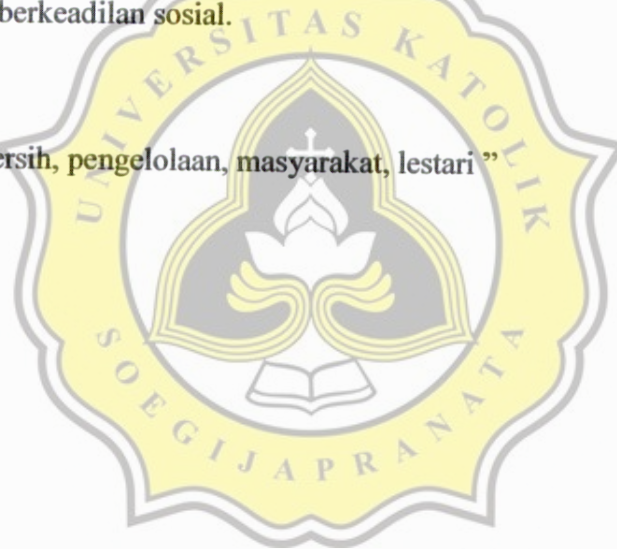 berkeadilan sosial.
ersih, pengelolaan, masyarakat, lestari ”
UNIVERSITAS KATOLIK
SOEGIJAPRANATA